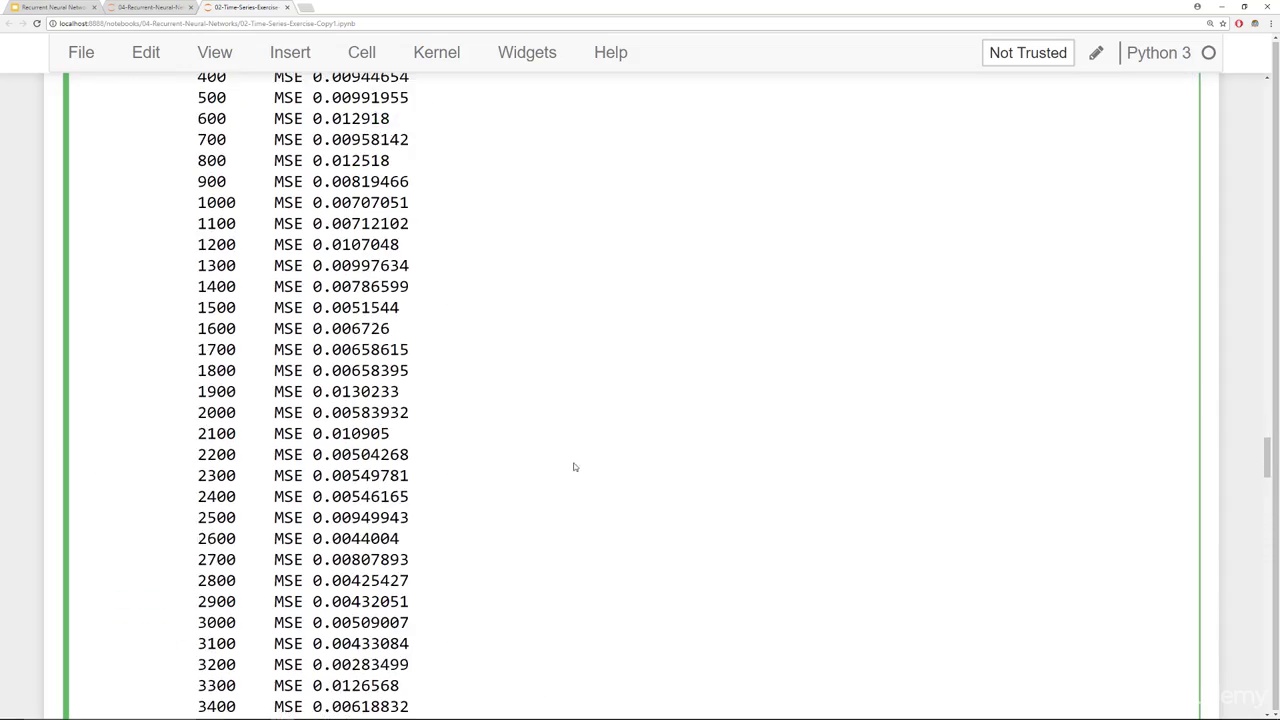 Recurrent Neural Networ
04-Recurrent-Neural-Ne
02-Time-Series-Exercise-
localhost:8888/notebooks/04-Recurrent-Neural-Networks/02-Time-Series-Exercise-Copy1.ipynb
File Edit View Insert Cell Kernel Widgets Help Not Trusted Python 3
400 MSE 0.00944654
500 MSE 0.00991955
600 MSE 0.012918
700 MSE 0.00958142
800 MSE 0.012518
900 MSE 0.00819466
1000 MSE 0.00707051
1100 MSE 0.00712102
1200 MSE 0.0107048
1300 MSE 0.00997634
1400 MSE 0.00786599
1500 MSE 0.0051544
1600 MSE 0.006726
1700 MSE 0.00658615
1800 MSE 0.00658395
1900 MSE 0.0130233
2000 MSE 0.00583932
2100 MSE 0.010905
2200 MSE 0.00504268
2300 MSE 0.00549781
2400 MSE 0.00546165
2500 MSE 0.00949943
2600 MSE 0.0044004
2700 MSE 0.00807893
2800 MSE 0.00425427
2900 MSE 0.00432051
3000 MSE 0.00509007
3100 MSE 0.00433084
3200 MSE 0.00283499
3300 MSE 0.0126568
3400 MSE 0.00618832